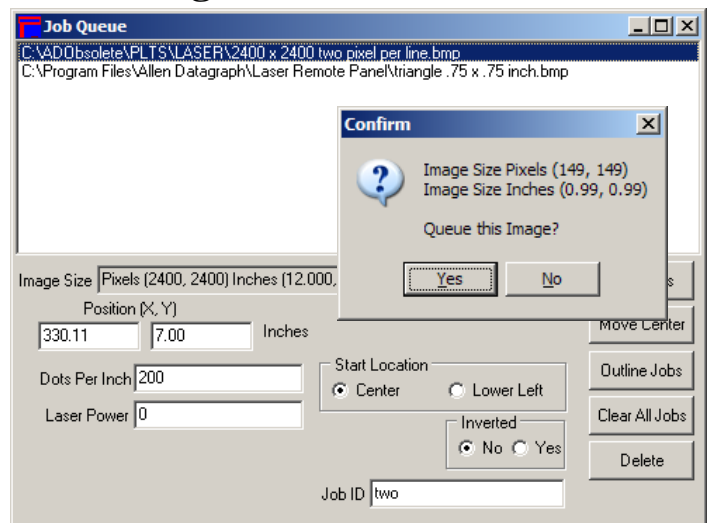 Job Queue
C:\ADObsolete\PLTS\LASER\2400 x 2400 two pixel per line.bmp
C:\Program Files\Allen Datagraph\Laser Remote Panel\triangle .75 x .75 inch.bmp
Confirm
Image Size Pixels (149, 149)
Image Size Inches (0.99, 0.99)
Queue this Image?
Yes No
Image Size Pixels (2400, 2400) Inches (12.000,
Position (X, Y)
330.11 7.00 Inches
Move Center
Dots Per Inch 200
Start Location
Center Lower Left
Outline Jobs
Laser Power 0
Inverted
No Yes
Clear All Jobs
Delete
Job ID two